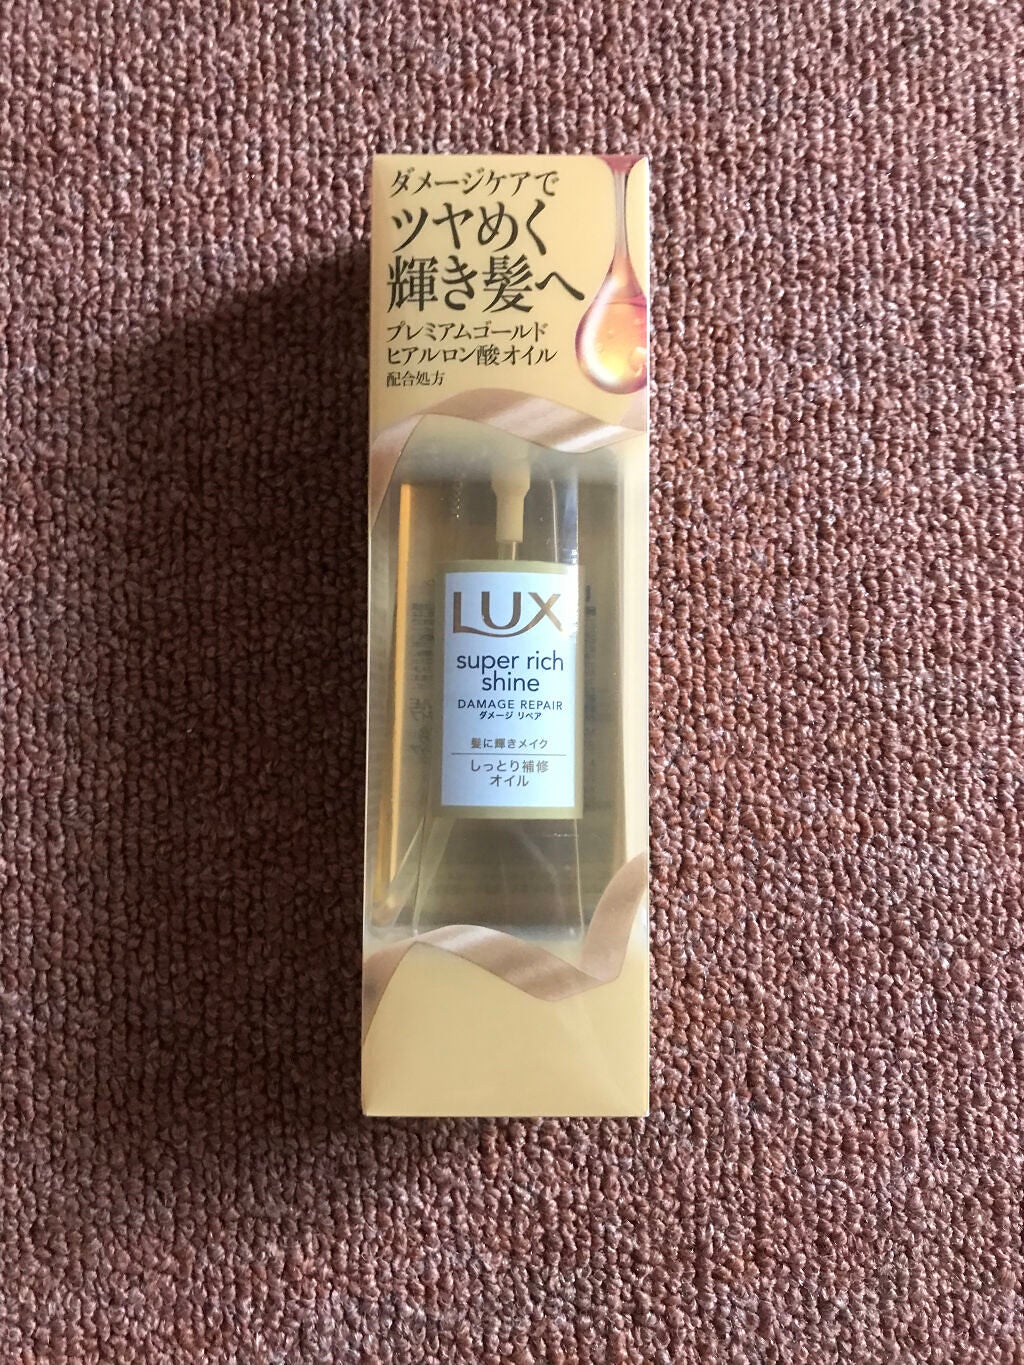 ダメージケアで
ツヤめく
輝き髪へ
プレミアムゴールド
ヒアルロン酸オイル
配合処方
LUX
super rich
shine
DAMAGE REPAIR
ダメージ リペア
髪に輝きメイク
しっとり補修
オイル